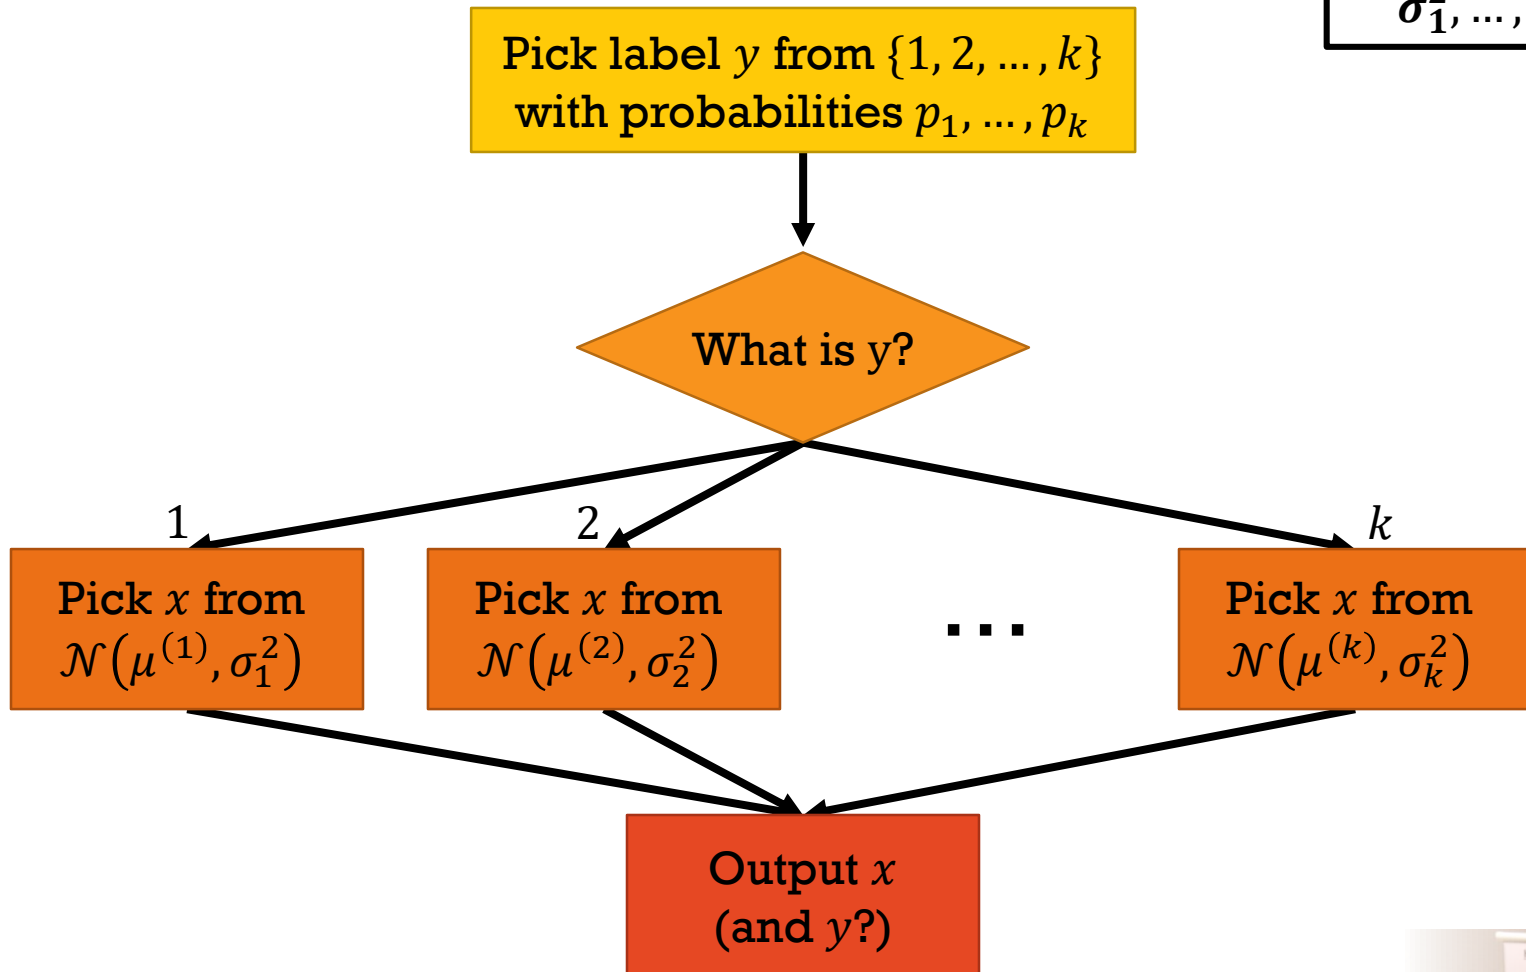 σ₁², …,
Pick label y from {1, 2, … , k}
with probabilities p₁, … , pₖ
What is y?
1
2
k
Pick x from
𝒩(μ⁽¹⁾, σ₁²)
Pick x from
𝒩(μ⁽²⁾, σ₂²)
…
Pick x from
𝒩(μ⁽ᵏ⁾, σₖ²)
Output x
(and y?)